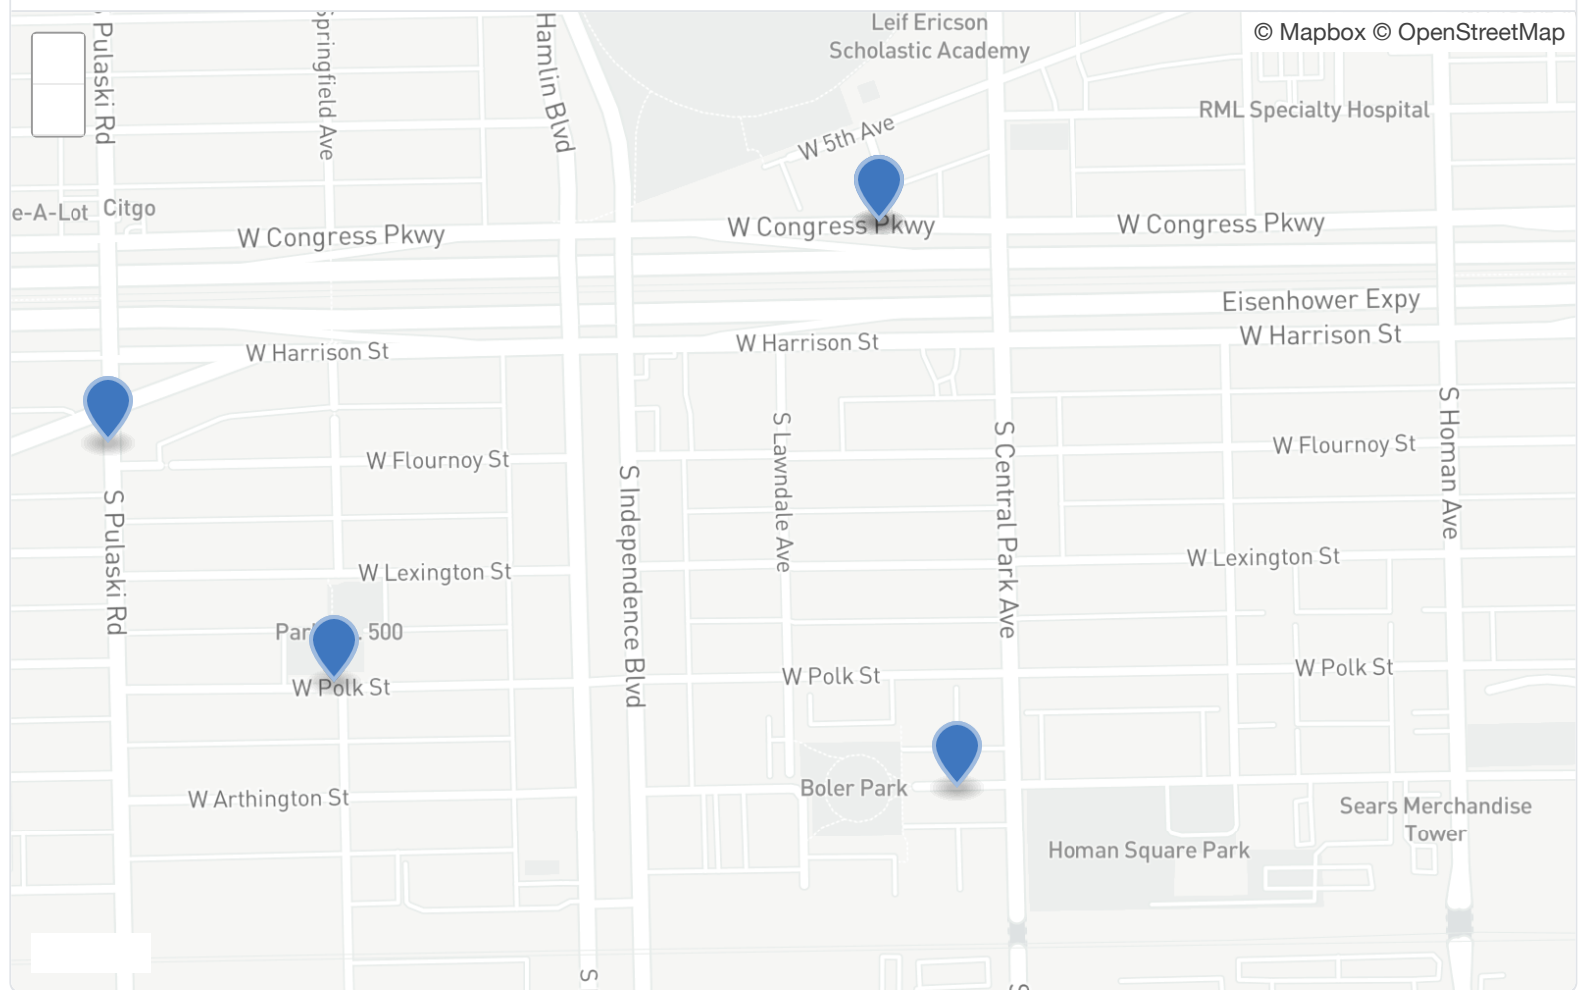 Leif Ericson
Scholastic Academy
© Mapbox © OpenStreetMap
Pulaski Rd
Springfield Ave
Hamlin Blvd
RML Specialty Hospital
W 5th Ave
e-A-Lot
Citgo
W Congress Pkwy
W Congress Pkwy
W Congress Pkwy
Eisenhower Expy
W Harrison St
W Harrison St
W Harrison St
S Homan Ave
S Lawndale Ave
S Central Park Ave
W Flournoy St
W Flournoy St
S Independence Blvd
S Pulaski Rd
W Lexington St
W Lexington St
500
W Polk St
W Polk St
W Polk St
Boler Park
W Arthington St
Sears Merchandise
Tower
Homan Square Park
S
S